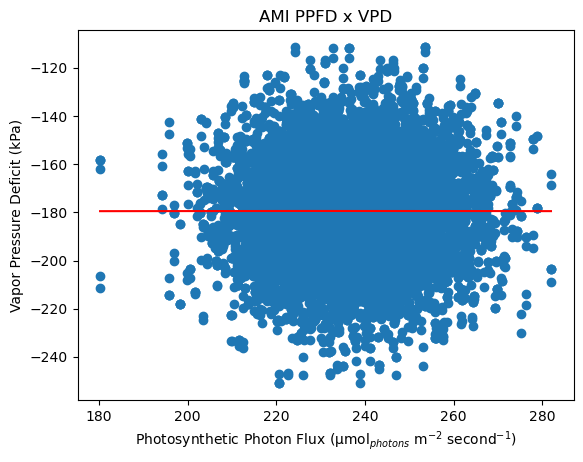 AMI PPFD x VPD
Vapor Pressure Deficit (kPa)
−120
−140
−160
−180
−200
−220
−240
180 200 220 240 260 280
Photosynthetic Photon Flux (μmol_photons m⁻² second⁻¹)